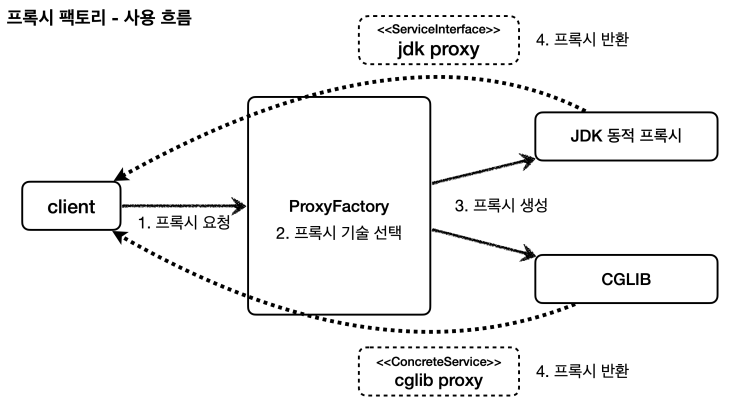 프록시 팩토리 - 사용 흐름
<<ServiceInterface>>
jdk proxy
4. 프록시 반환
JDK 동적 프록시
client
1. 프록시 요청
ProxyFactory
2. 프록시 기술 선택
3. 프록시 생성
CGLIB
<<ConcreteService>>
cglib proxy
4. 프록시 반환